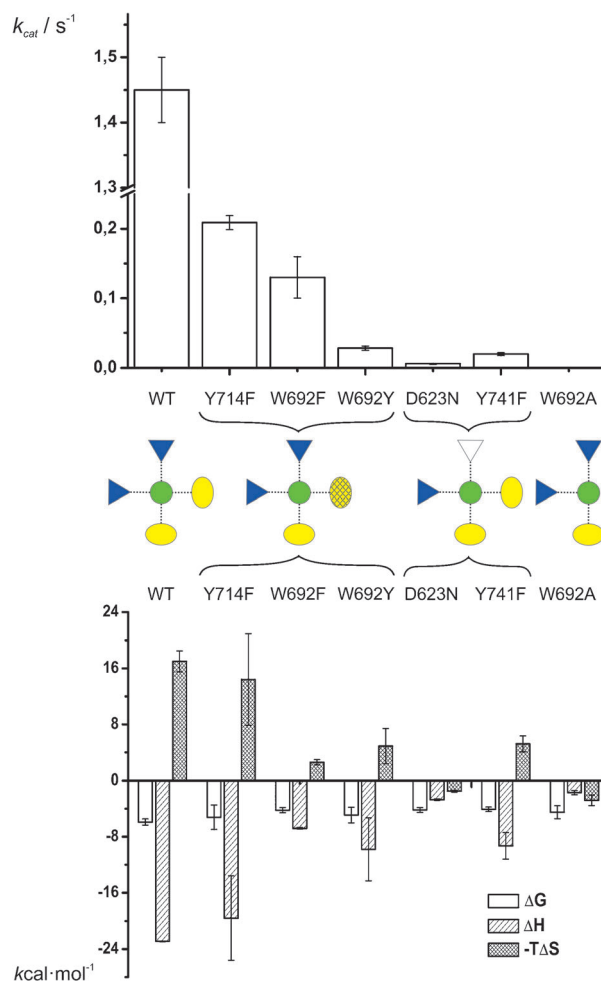 k_cat / s⁻¹
1,5
1,4
1,3
0,2
0,1
0,0
WT Y714F W692F W692Y D623N Y741F W692A
WT Y714F W692F W692Y D623N Y741F W692A
24
16
8
0
-8
-16
-24
ΔG
ΔH
-TΔS
kcal·mol⁻¹